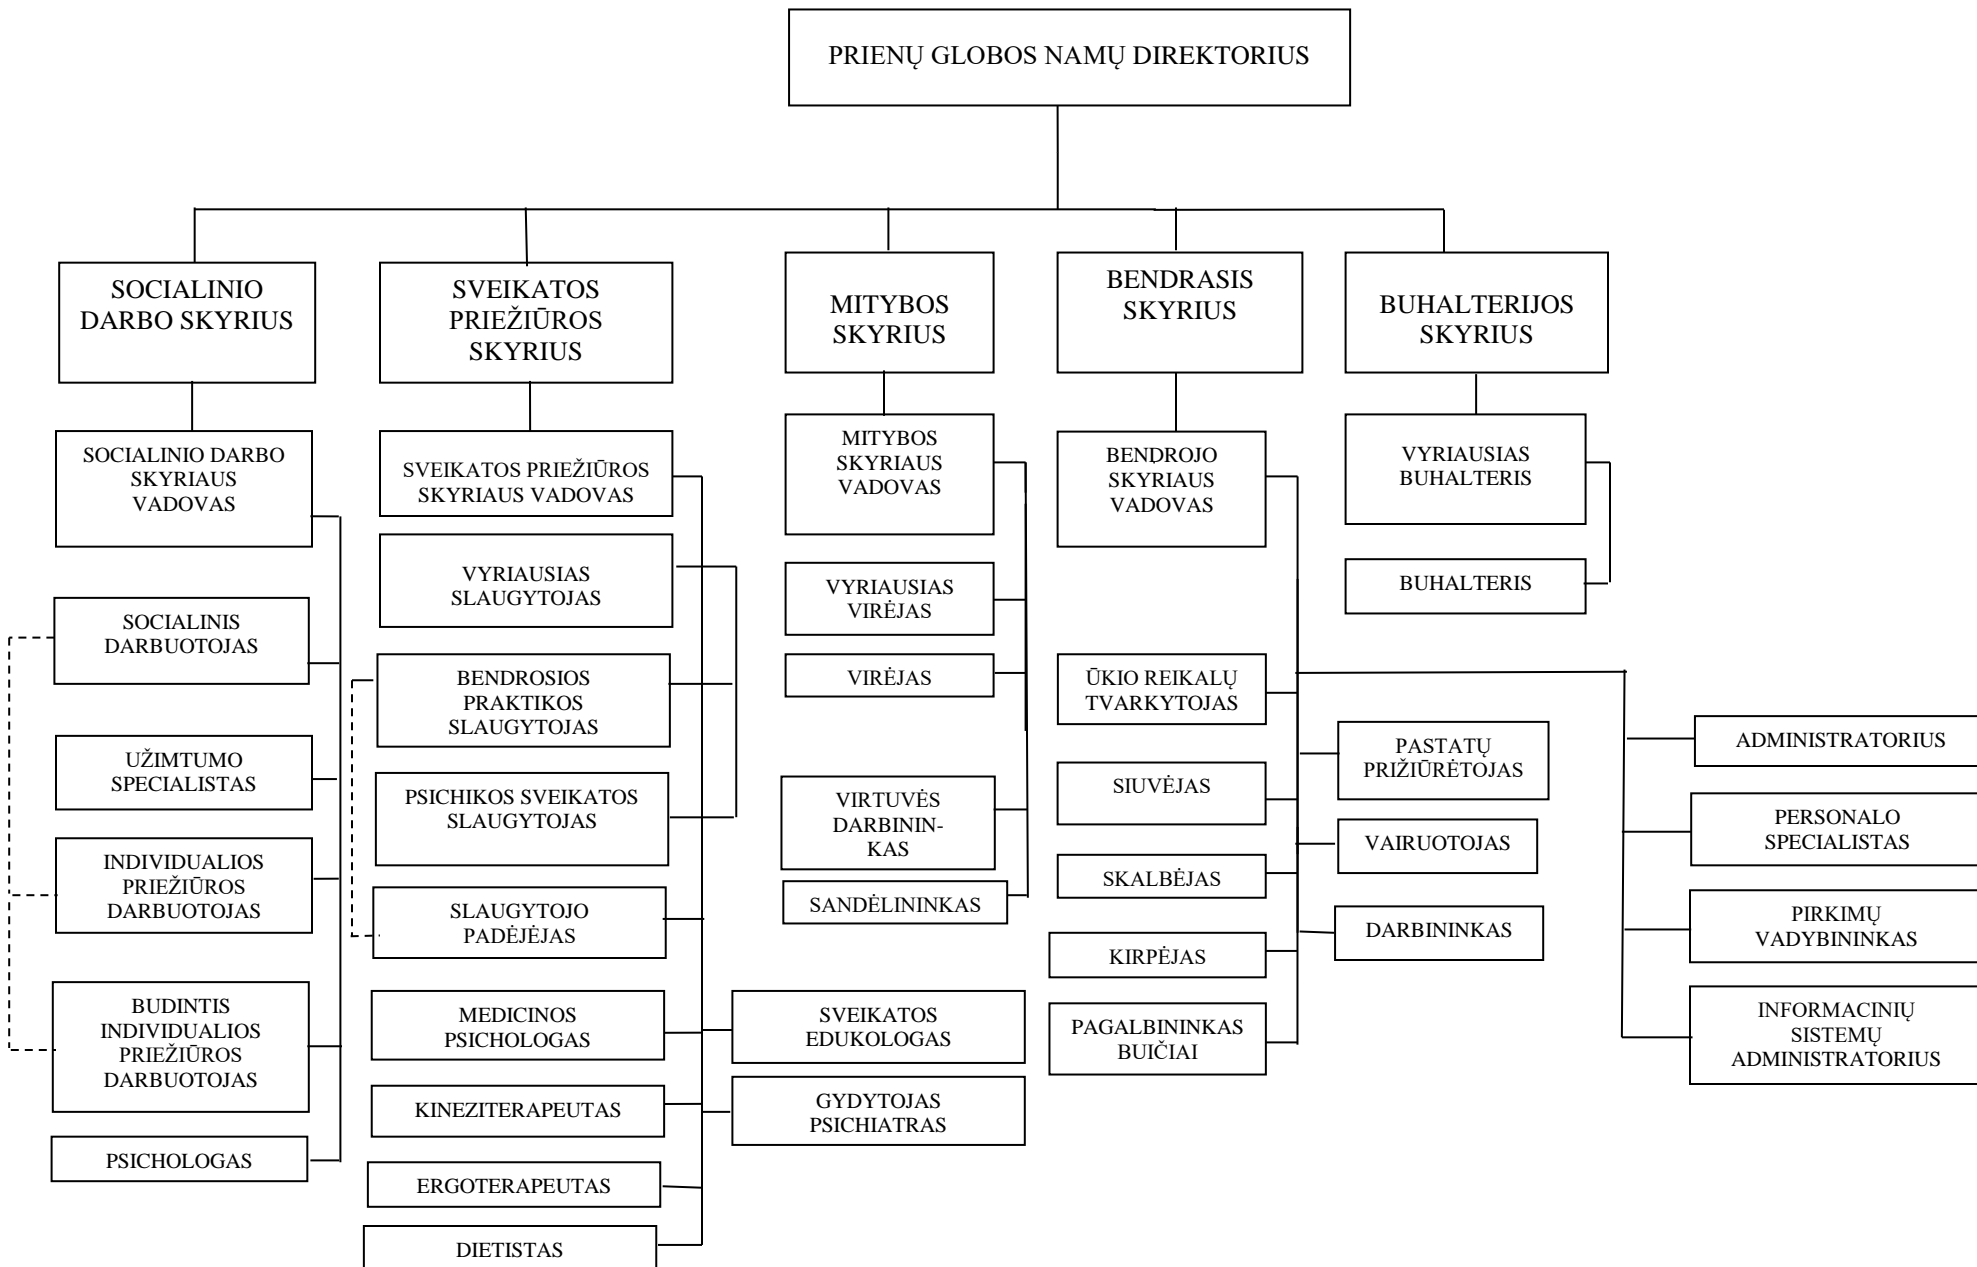 PRIENŲ GLOBOS NAMŲ DIREKTORIUS
SOCIALINIO
DARBO SKYRIUS
SVEIKATOS
PRIEŽIŪROS
SKYRIUS
MITYBOS
SKYRIUS
BENDRASIS
SKYRIUS
BUHALTERIJOS
SKYRIUS
SOCIALINIO DARBO
SKYRIAUS
VADOVAS
SOCIALINIS
DARBUOTOJAS
UŽIMTUMO
SPECIALISTAS
INDIVIDUALIOS
PRIEŽIŪROS
DARBUOTOJAS
BUDINTIS
INDIVIDUALIOS
PRIEŽIŪROS
DARBUOTOJAS
PSICHOLOGAS
SVEIKATOS PRIEŽIŪROS
SKYRIAUS VADOVAS
VYRIAUSIAS
SLAUGYTOJAS
BENDROSIOS
PRAKTIKOS
SLAUGYTOJAS
PSICHIKOS SVEIKATOS
SLAUGYTOJAS
SLAUGYTOJO
PADĖJĖJAS
MEDICINOS
PSICHOLOGAS
KINEZITERAPEUTAS
ERGOTERAPEUTAS
DIETISTAS
SVEIKATOS
EDUKOLOGAS
GYDYTOJAS
PSICHIATRAS
MITYBOS
SKYRIAUS
VADOVAS
VYRIAUSIAS
VIRĖJAS
VIRĖJAS
VIRTUVĖS
DARBININ-
KAS
SANDĖLININKAS
BENDROJO
SKYRIAUS
VADOVAS
ŪKIO REIKALŲ
TVARKYTOJAS
SIUVĖJAS
SKALBĖJAS
KIRPĖJAS
PAGALBININKAS
BUIČIAI
PASTATŲ
PRIŽIŪRĖTOJAS
VAIRUOTOJAS
DARBININKAS
VYRIAUSIAS
BUHALTERIS
BUHALTERIS
ADMINISTRATORIUS
PERSONALO
SPECIALISTAS
PIRKIMŲ
VADYBININKAS
INFORMACINIŲ
SISTEMŲ
ADMINISTRATORIUS